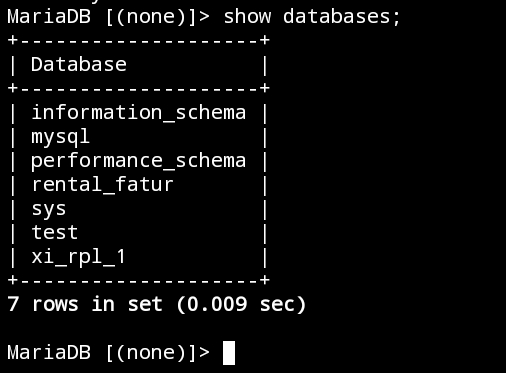 MariaDB [(none)]> show databases;
+--------------------+
| Database           |
+--------------------+
| information_schema |
| mysql              |
| performance_schema |
| rental_fatur       |
| sys                |
| test               |
| xi_rpl_1           |
+--------------------+
7 rows in set (0.009 sec)

MariaDB [(none)]>